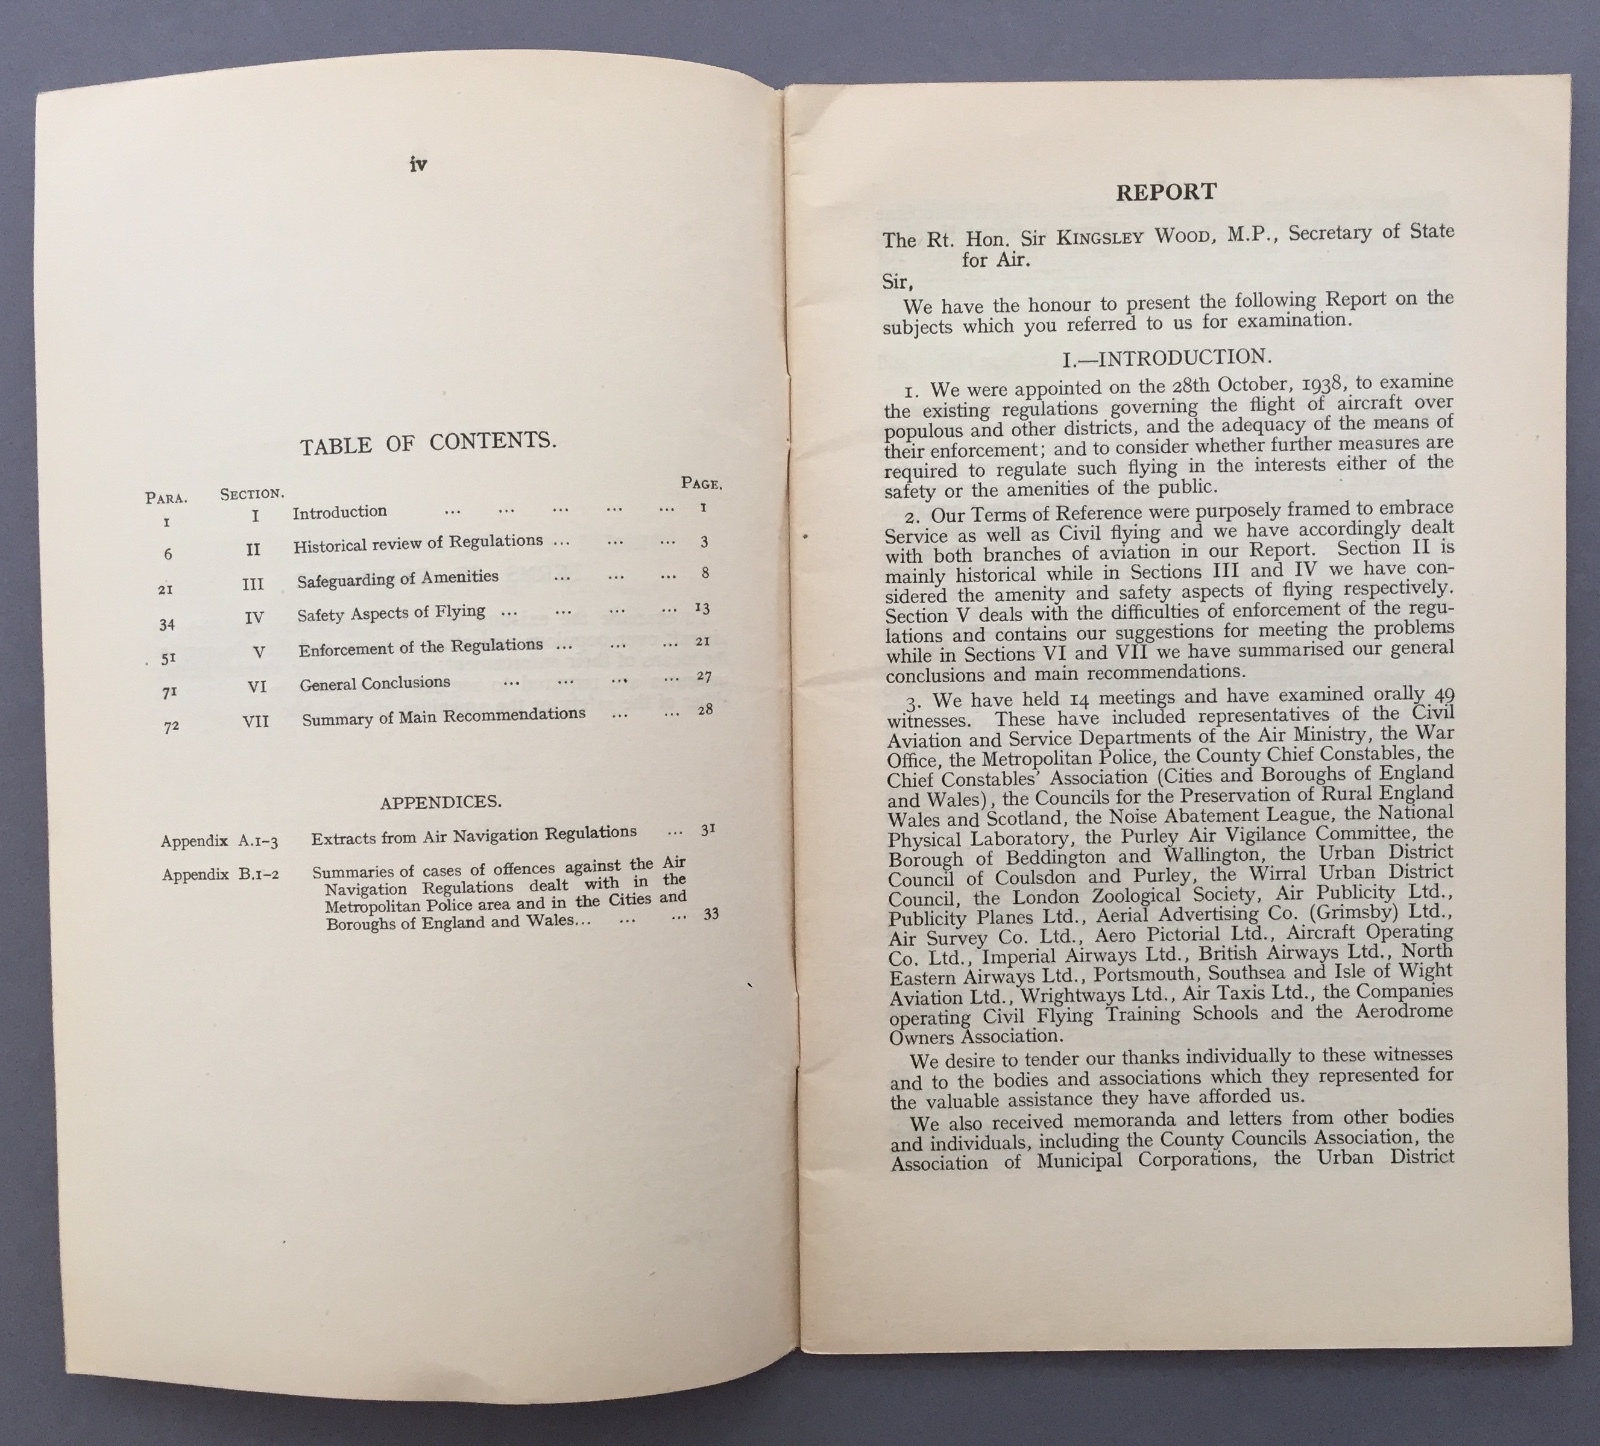 iv
TABLE OF CONTENTS.
PARA. SECTION. PAGE.
1 I Introduction ... ... ... ... ... 1
6 II Historical review of Regulations ... ... ... 3
21 III Safeguarding of Amenities ... ... ... 8
34 IV Safety Aspects of Flying ... ... ... ... 13
51 V Enforcement of the Regulations ... ... ... 21
71 VI General Conclusions ... ... ... ... 27
72 VII Summary of Main Recommendations ... ... 28
APPENDICES.
Appendix A.1–3 Extracts from Air Navigation Regulations ... 31
Appendix B.1–2 Summaries of cases of offences against the Air
Navigation Regulations dealt with in the
Metropolitan Police area and in the Cities and
Boroughs of England and Wales... ... ... 33
REPORT
The Rt. Hon. Sir KINGSLEY WOOD, M.P., Secretary of State
for Air.
Sir,
We have the honour to present the following Report on the
subjects which you referred to us for examination.
I.—INTRODUCTION.
1. We were appointed on the 28th October, 1938, to examine
the existing regulations governing the flight of aircraft over
populous and other districts, and the adequacy of the means of
their enforcement; and to consider whether further measures are
required to regulate such flying in the interests either of the
safety or the amenities of the public.
2. Our Terms of Reference were purposely framed to embrace
Service as well as Civil flying and we have accordingly dealt
with both branches of aviation in our Report. Section II is
mainly historical while in Sections III and IV we have con-
sidered the amenity and safety aspects of flying respectively.
Section V deals with the difficulties of enforcement of the regu-
lations and contains our suggestions for meeting the problems
while in Sections VI and VII we have summarised our general
conclusions and main recommendations.
3. We have held 14 meetings and have examined orally 49
witnesses. These have included representatives of the Civil
Aviation and Service Departments of the Air Ministry, the War
Office, the Metropolitan Police, the County Chief Constables, the
Chief Constables' Association (Cities and Boroughs of England
and Wales), the Councils for the Preservation of Rural England
Wales and Scotland, the Noise Abatement League, the National
Physical Laboratory, the Purley Air Vigilance Committee, the
Borough of Beddington and Wallington, the Urban District
Council of Coulsdon and Purley, the Wirral Urban District
Council, the London Zoological Society, Air Publicity Ltd.,
Publicity Planes Ltd., Aerial Advertising Co. (Grimsby) Ltd.,
Air Survey Co. Ltd., Aero Pictorial Ltd., Aircraft Operating
Co. Ltd., Imperial Airways Ltd., British Airways Ltd., North
Eastern Airways Ltd., Portsmouth, Southsea and Isle of Wight
Aviation Ltd., Wrightways Ltd., Air Taxis Ltd., the Companies
operating Civil Flying Training Schools and the Aerodrome
Owners Association.
We desire to tender our thanks individually to these witnesses
and to the bodies and associations which they represented for
the valuable assistance they have afforded us.
We also received memoranda and letters from other bodies
and individuals, including the County Councils Association, the
Association of Municipal Corporations, the Urban District